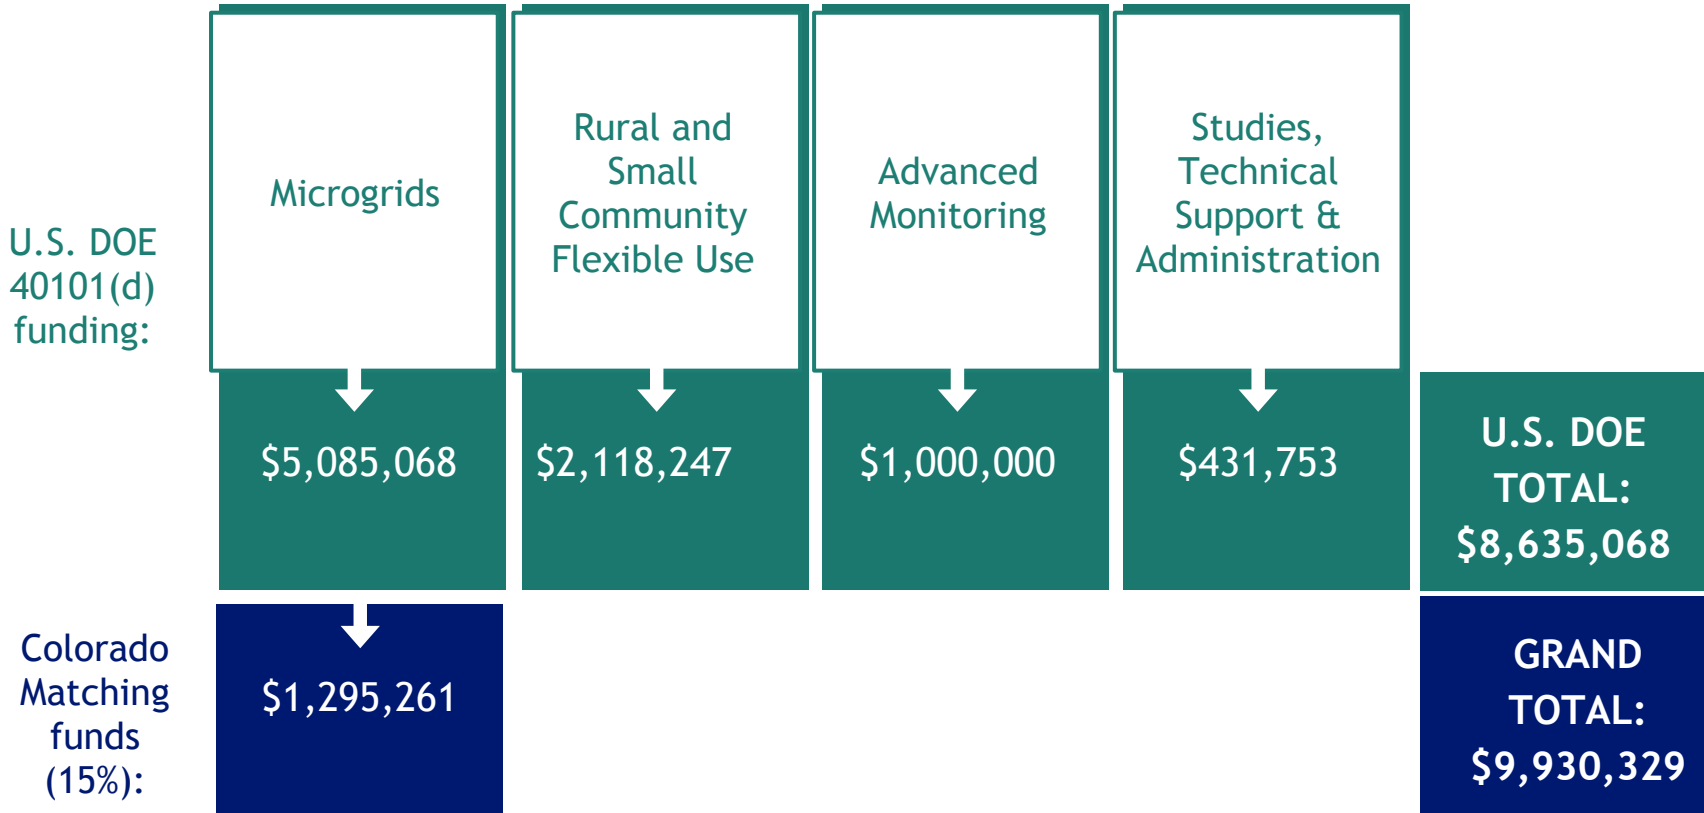 U.S. DOE
40101(d)
funding:
Microgrids
Rural and
Small
Community
Flexible Use
Advanced
Monitoring
Studies,
Technical
Support &
Administration
$5,085,068
$2,118,247
$1,000,000
$431,753
U.S. DOE
TOTAL:
$8,635,068
Colorado
Matching
funds
(15%):
$1,295,261
GRAND
TOTAL:
$9,930,329